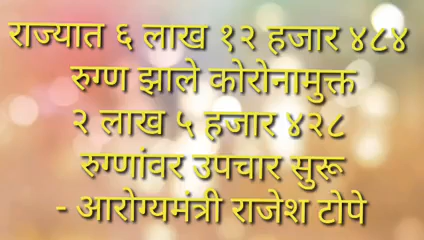 राज्यात ६ लाख १२ हजार ४८४
रुग्ण झाले कोरोनामुक्त
२ लाख ५ हजार ४२८
रुग्णांवर उपचार सुरू
- आरोग्यमंत्री राजेश टोपे